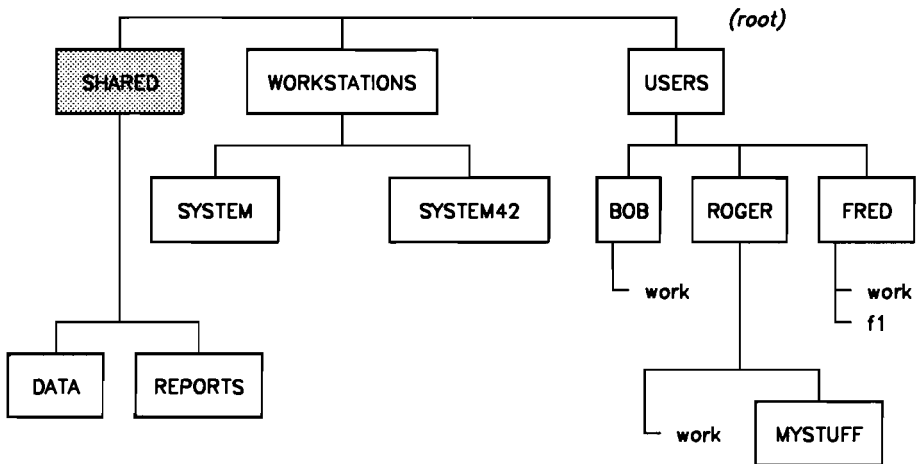 (root)
SHARED
WORKSTATIONS
USERS
SYSTEM
SYSTEM42
BOB
ROGER
FRED
work
work
f1
DATA
REPORTS
work
MYSTUFF